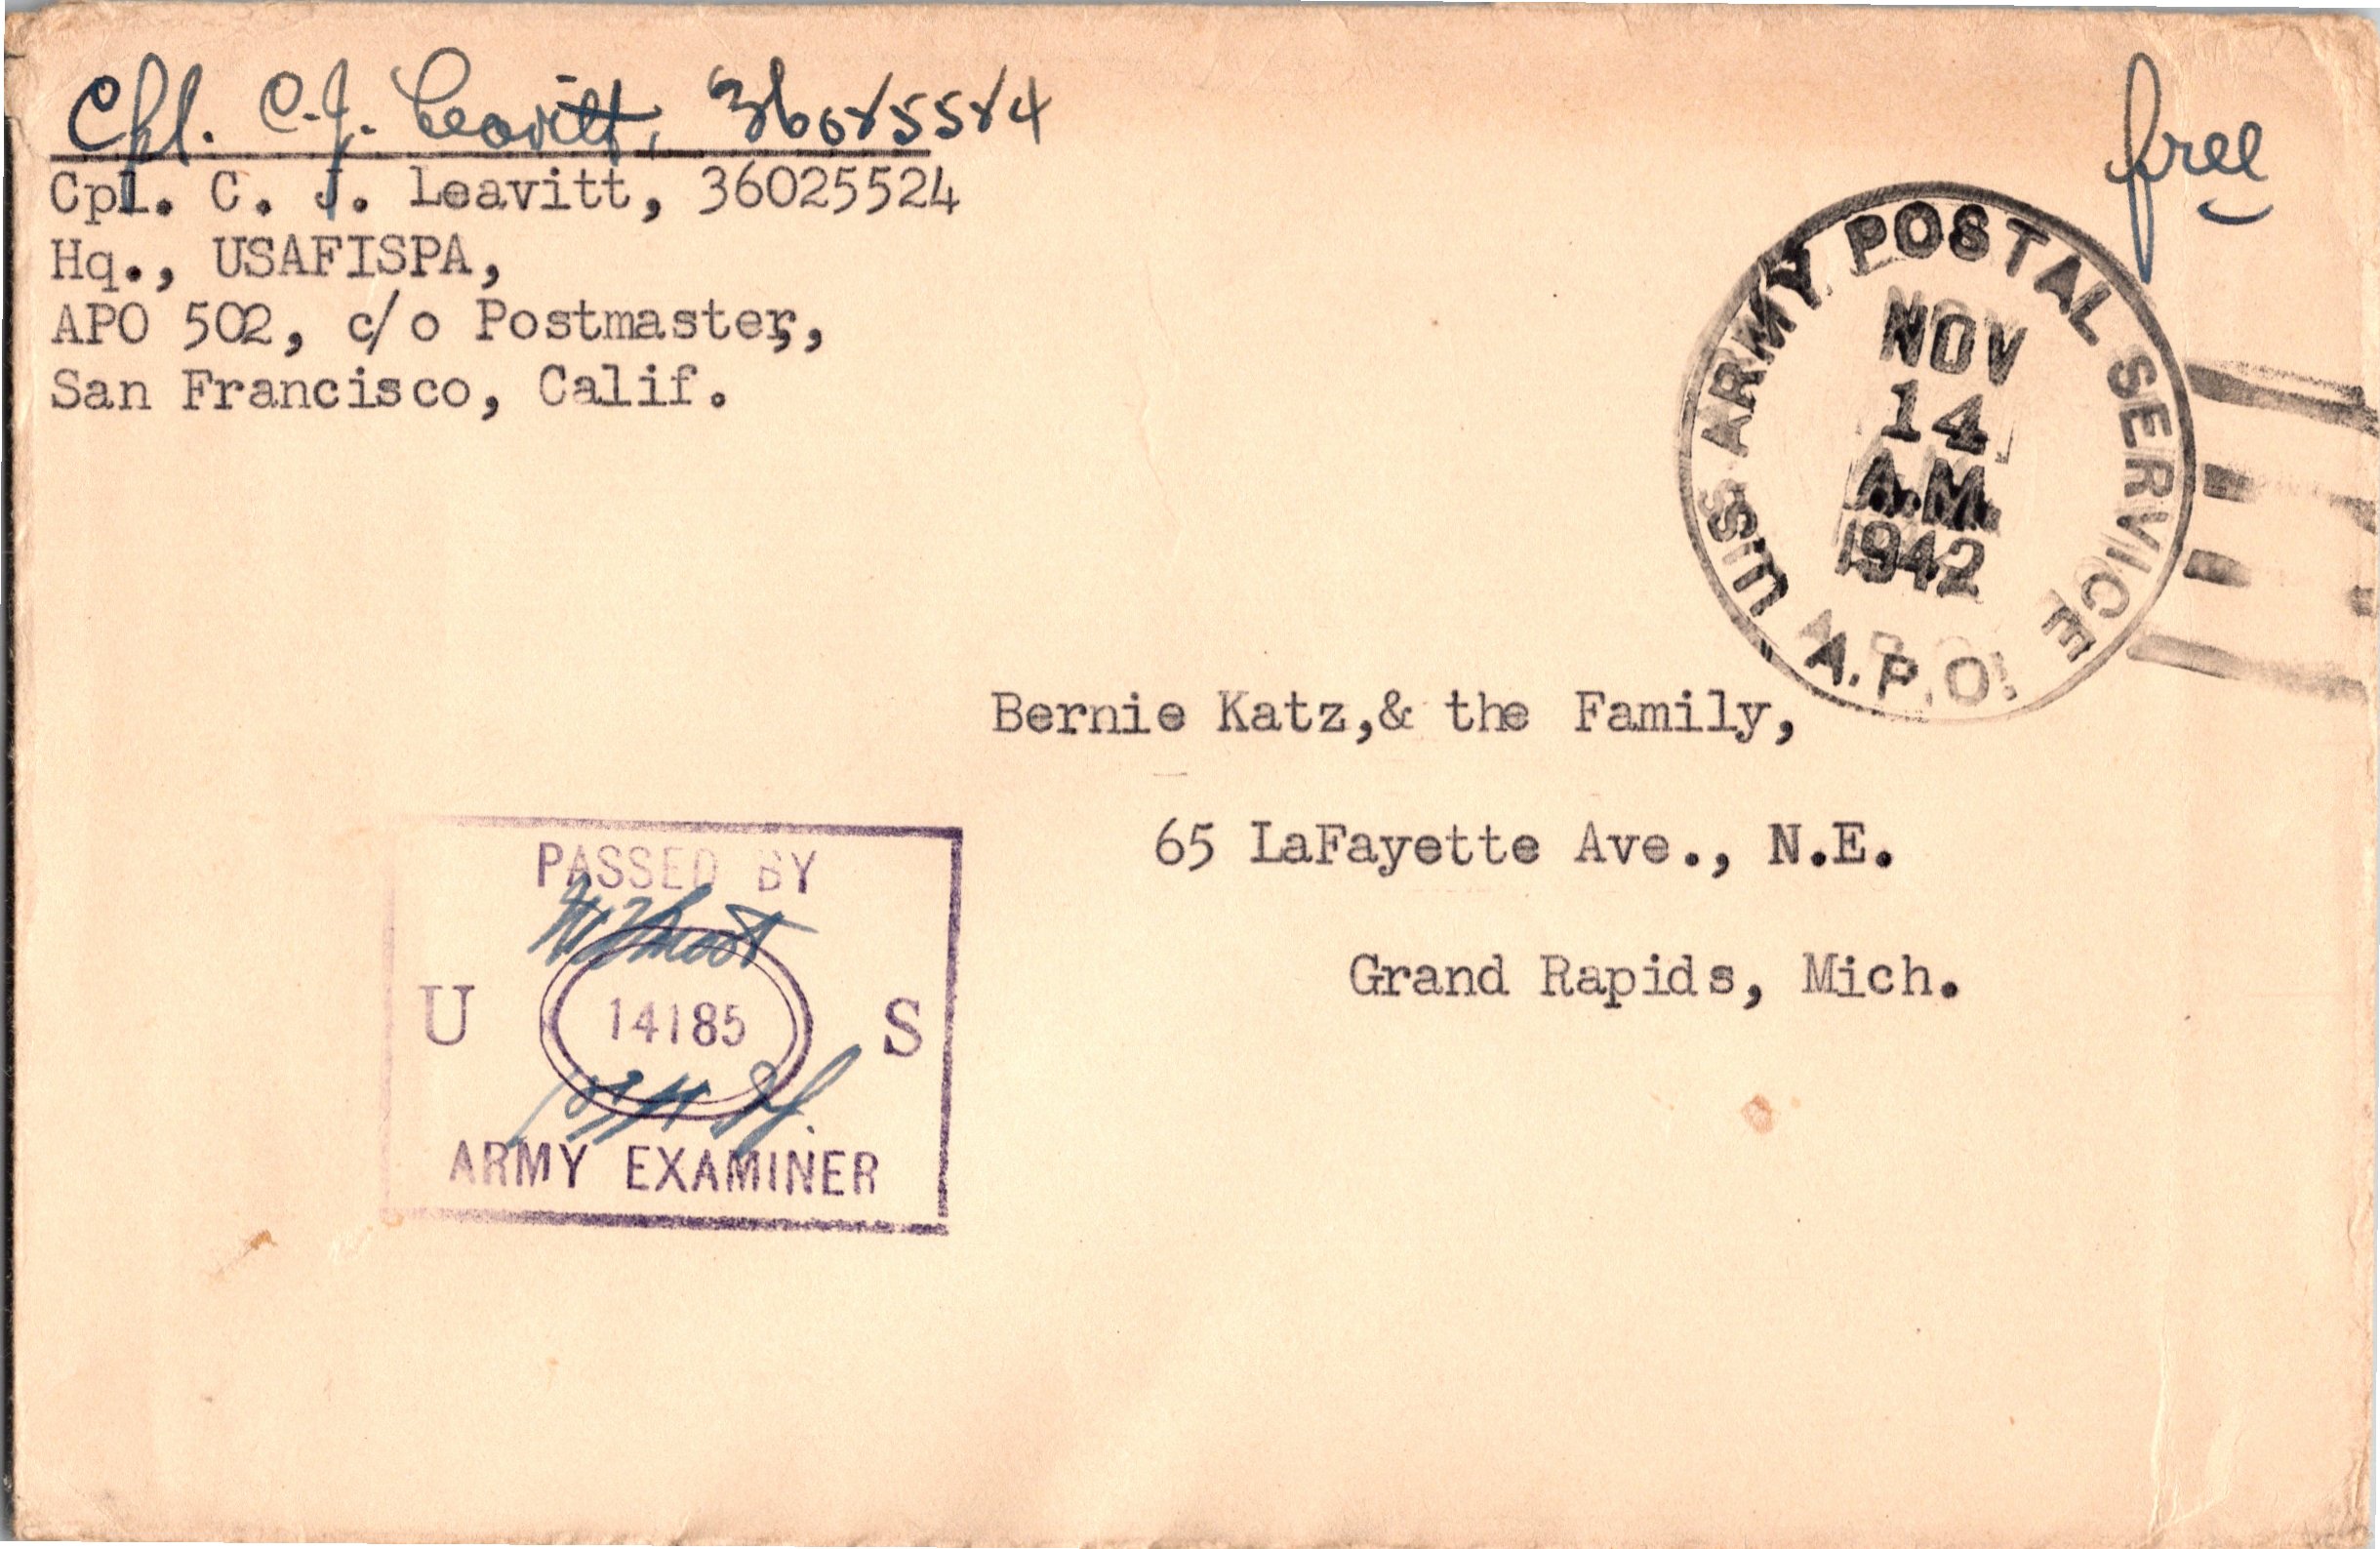 Cpl. C.J. Leavitt, 36025524
free
Cpl. C. J. Leavitt, 36025524
Hq., USAFISPA,
APO 502, c/o Postmaster,,
San Francisco, Calif.
U.S. ARMY POSTAL SERVICE
NOV
14
A.M.
1942
A.P.O.
Bernie Katz,& the Family,
65 LaFayette Ave., N.E.
Grand Rapids, Mich.
PASSED BY
U 14185 S
ARMY EXAMINER